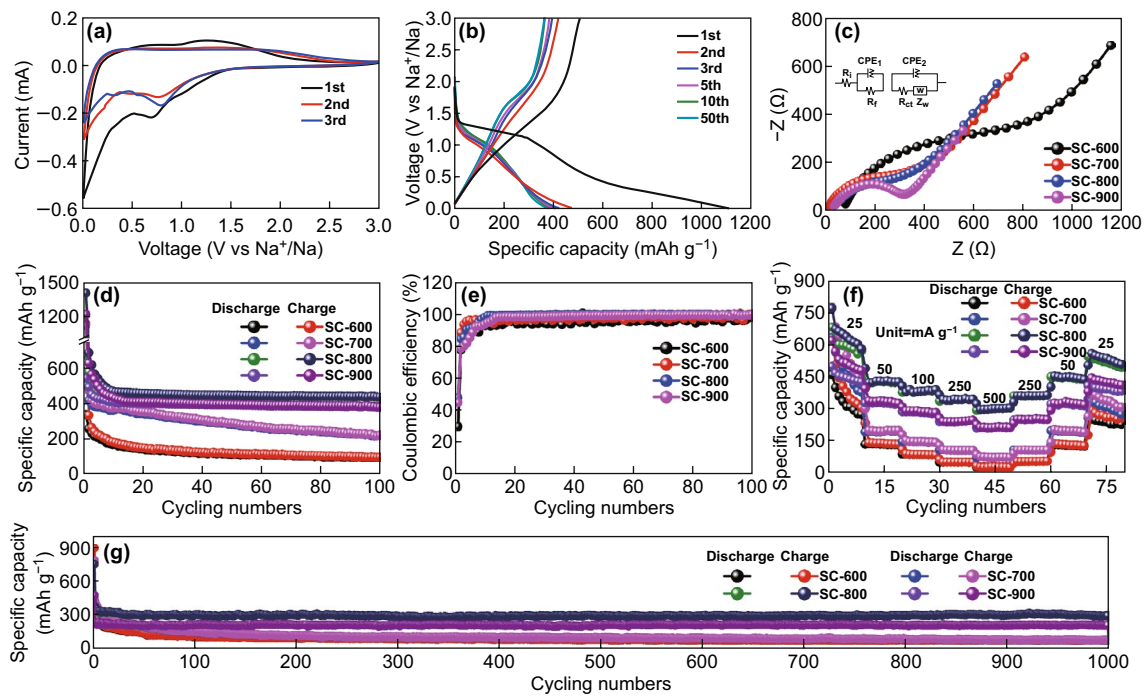 (a)
Current (mA)
0.2
0.0
−0.2
−0.4
−0.6
1st
2nd
3rd
0.0 0.5 1.0 1.5 2.0 2.5 3.0
Voltage (V vs Na⁺/Na)
(b)
Voltage (V vs Na⁺/Na)
3.0
2.5
2.0
1.5
1.0
0.5
0.0
1st
2nd
3rd
5th
10th
50th
0 200 400 600 800 1000 1200
Specific capacity (mAh g⁻¹)
(c)
−Z (Ω)
800
600
400
200
0
CPE₁ CPE₂
Rᵢ
R_f R_ct Z_w
W
SC-600
SC-700
SC-800
SC-900
0 200 400 600 800 1000 1200
Z (Ω)
(d)
Specific capacity (mAh g⁻¹)
1500
1200
600
400
200
0
Discharge Charge
SC-600
SC-700
SC-800
SC-900
0 20 40 60 80 100
Cycling numbers
(e)
Coulombic efficiency (%)
120
100
80
60
40
20
0
SC-600
SC-700
SC-800
SC-900
0 20 40 60 80 100
Cycling numbers
(f)
Specific capacity (mAh g⁻¹)
900
750
600
450
300
150
0
Discharge Charge
SC-600
SC-700
SC-800
SC-900
Unit=mA g⁻¹
25 50 100 250 500 250 50 25
0 15 30 45 60 75
Cycling numbers
(g)
Specific capacity
(mAh g⁻¹)
900
600
300
0
Discharge Charge Discharge Charge
SC-600 SC-700
SC-800 SC-900
0 100 200 300 400 500 600 700 800 900 1000
Cycling numbers